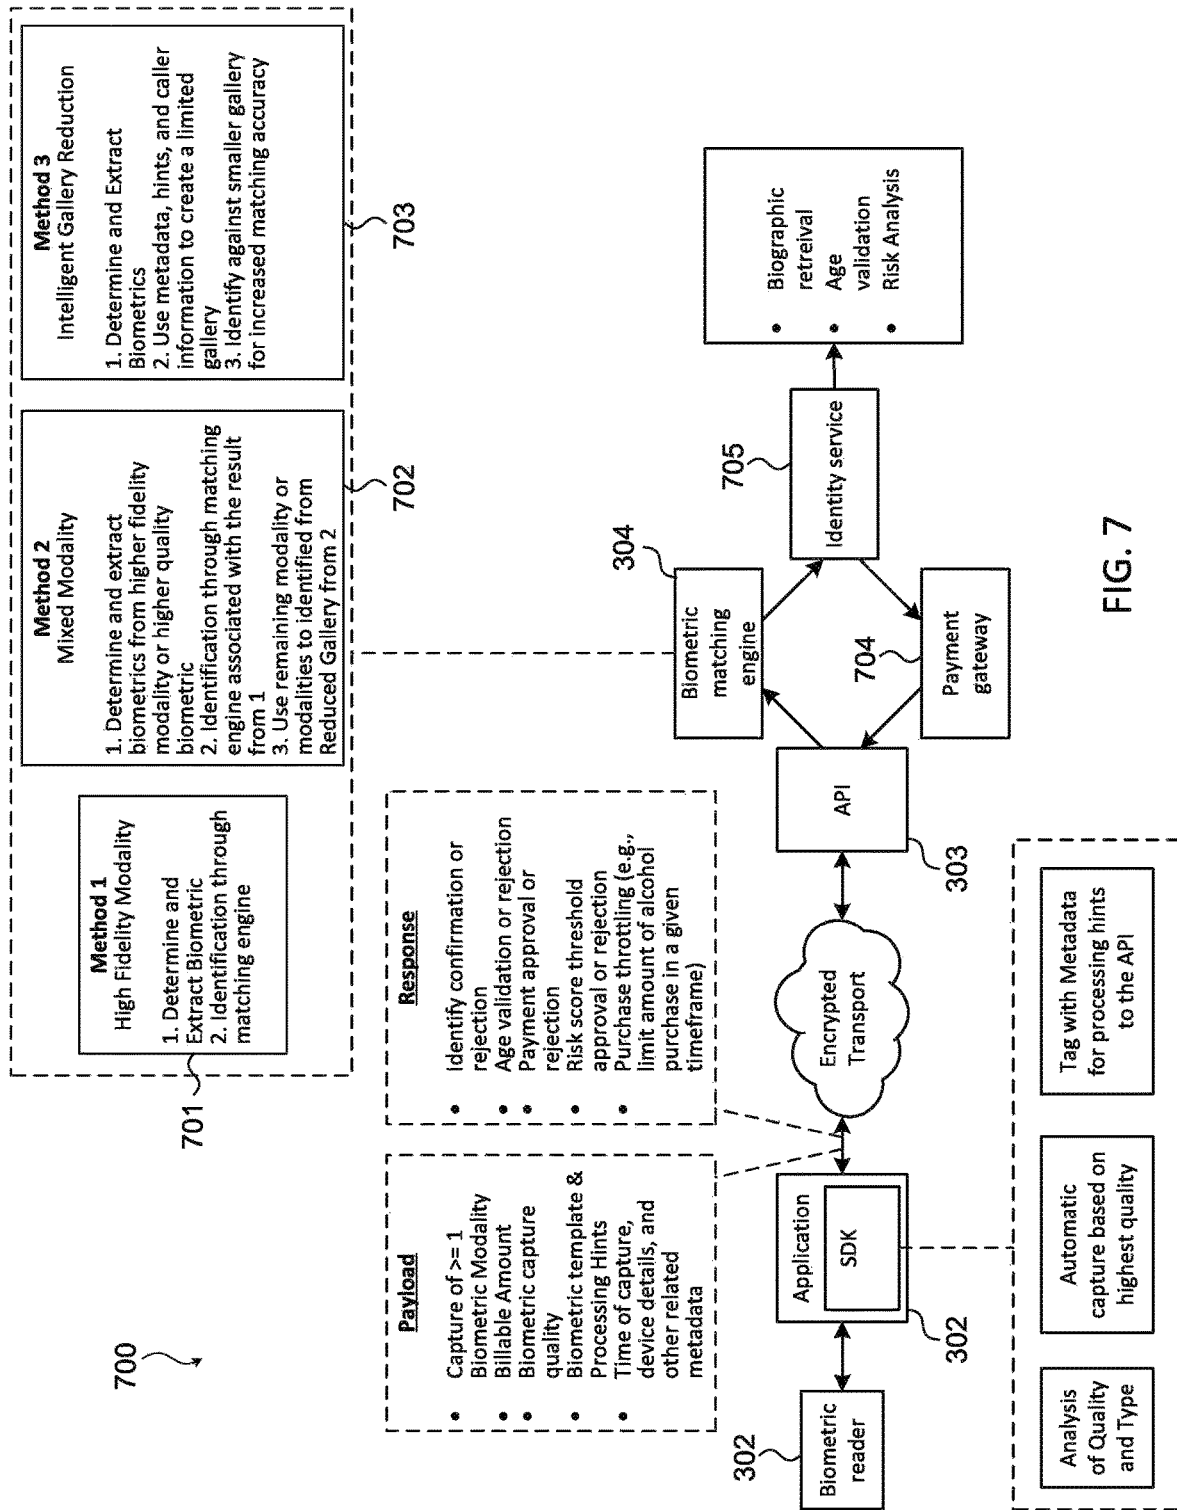 700
Payload
• Capture of >= 1
Biometric Modality
• Billable Amount
• Biometric capture
quality
• Biometric template &
Processing Hints
• Time of capture,
device details, and
other related
metadata
Response
• Identify confirmation or
rejection
• Age validation or rejection
• Payment approval or
rejection
• Risk score threshold
approval or rejection
• Purchase throttling (e.g.,
limit amount of alcohol
purchase in a given
timeframe)
Method 1
High Fidelity Modality
1. Determine and
Extract Biometric
2. Identification through
matching engine
701
Method 2
Mixed Modality
1. Determine and extract
biometrics from higher fidelity
modality or higher quality
biometric
2. Identification through matching
engine associated with the result
from 1
3. Use remaining modality or
modalities to identified from
Reduced Gallery from 2
702
Method 3
Intelligent Gallery Reduction
1. Determine and Extract
Biometrics
2. Use metadata, hints, and caller
information to create a limited
gallery
3. Identify against smaller gallery
for increased matching accuracy
703
302
Biometric
reader
Application
SDK
302
Encrypted
Transport
API
303
Biometric
matching
engine
304
704
Payment
gateway
705
Identity service
• Biographic
retreival
• Age
validation
• Risk Analysis
Analysis
of Quality
and Type
Automatic
capture based on
highest quality
Tag with Metadata
for processing hints
to the API
FIG. 7